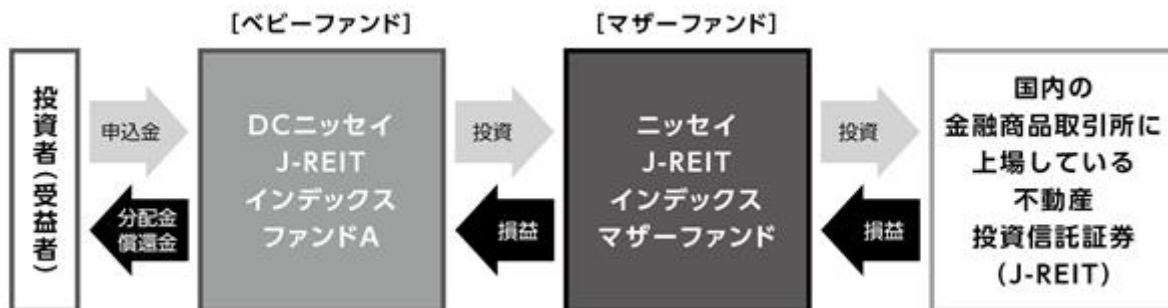 [ベビーファンド]
[マザーファンド]
投資者(受益者)
申込金
分配金
償還金
DCニッセイ
J-REIT
インデックス
ファンドA
投資
損益
ニッセイ
J-REIT
インデックス
マザーファンド
投資
損益
国内の
金融商品取引所に
上場している
不動産
投資信託証券
(J-REIT)